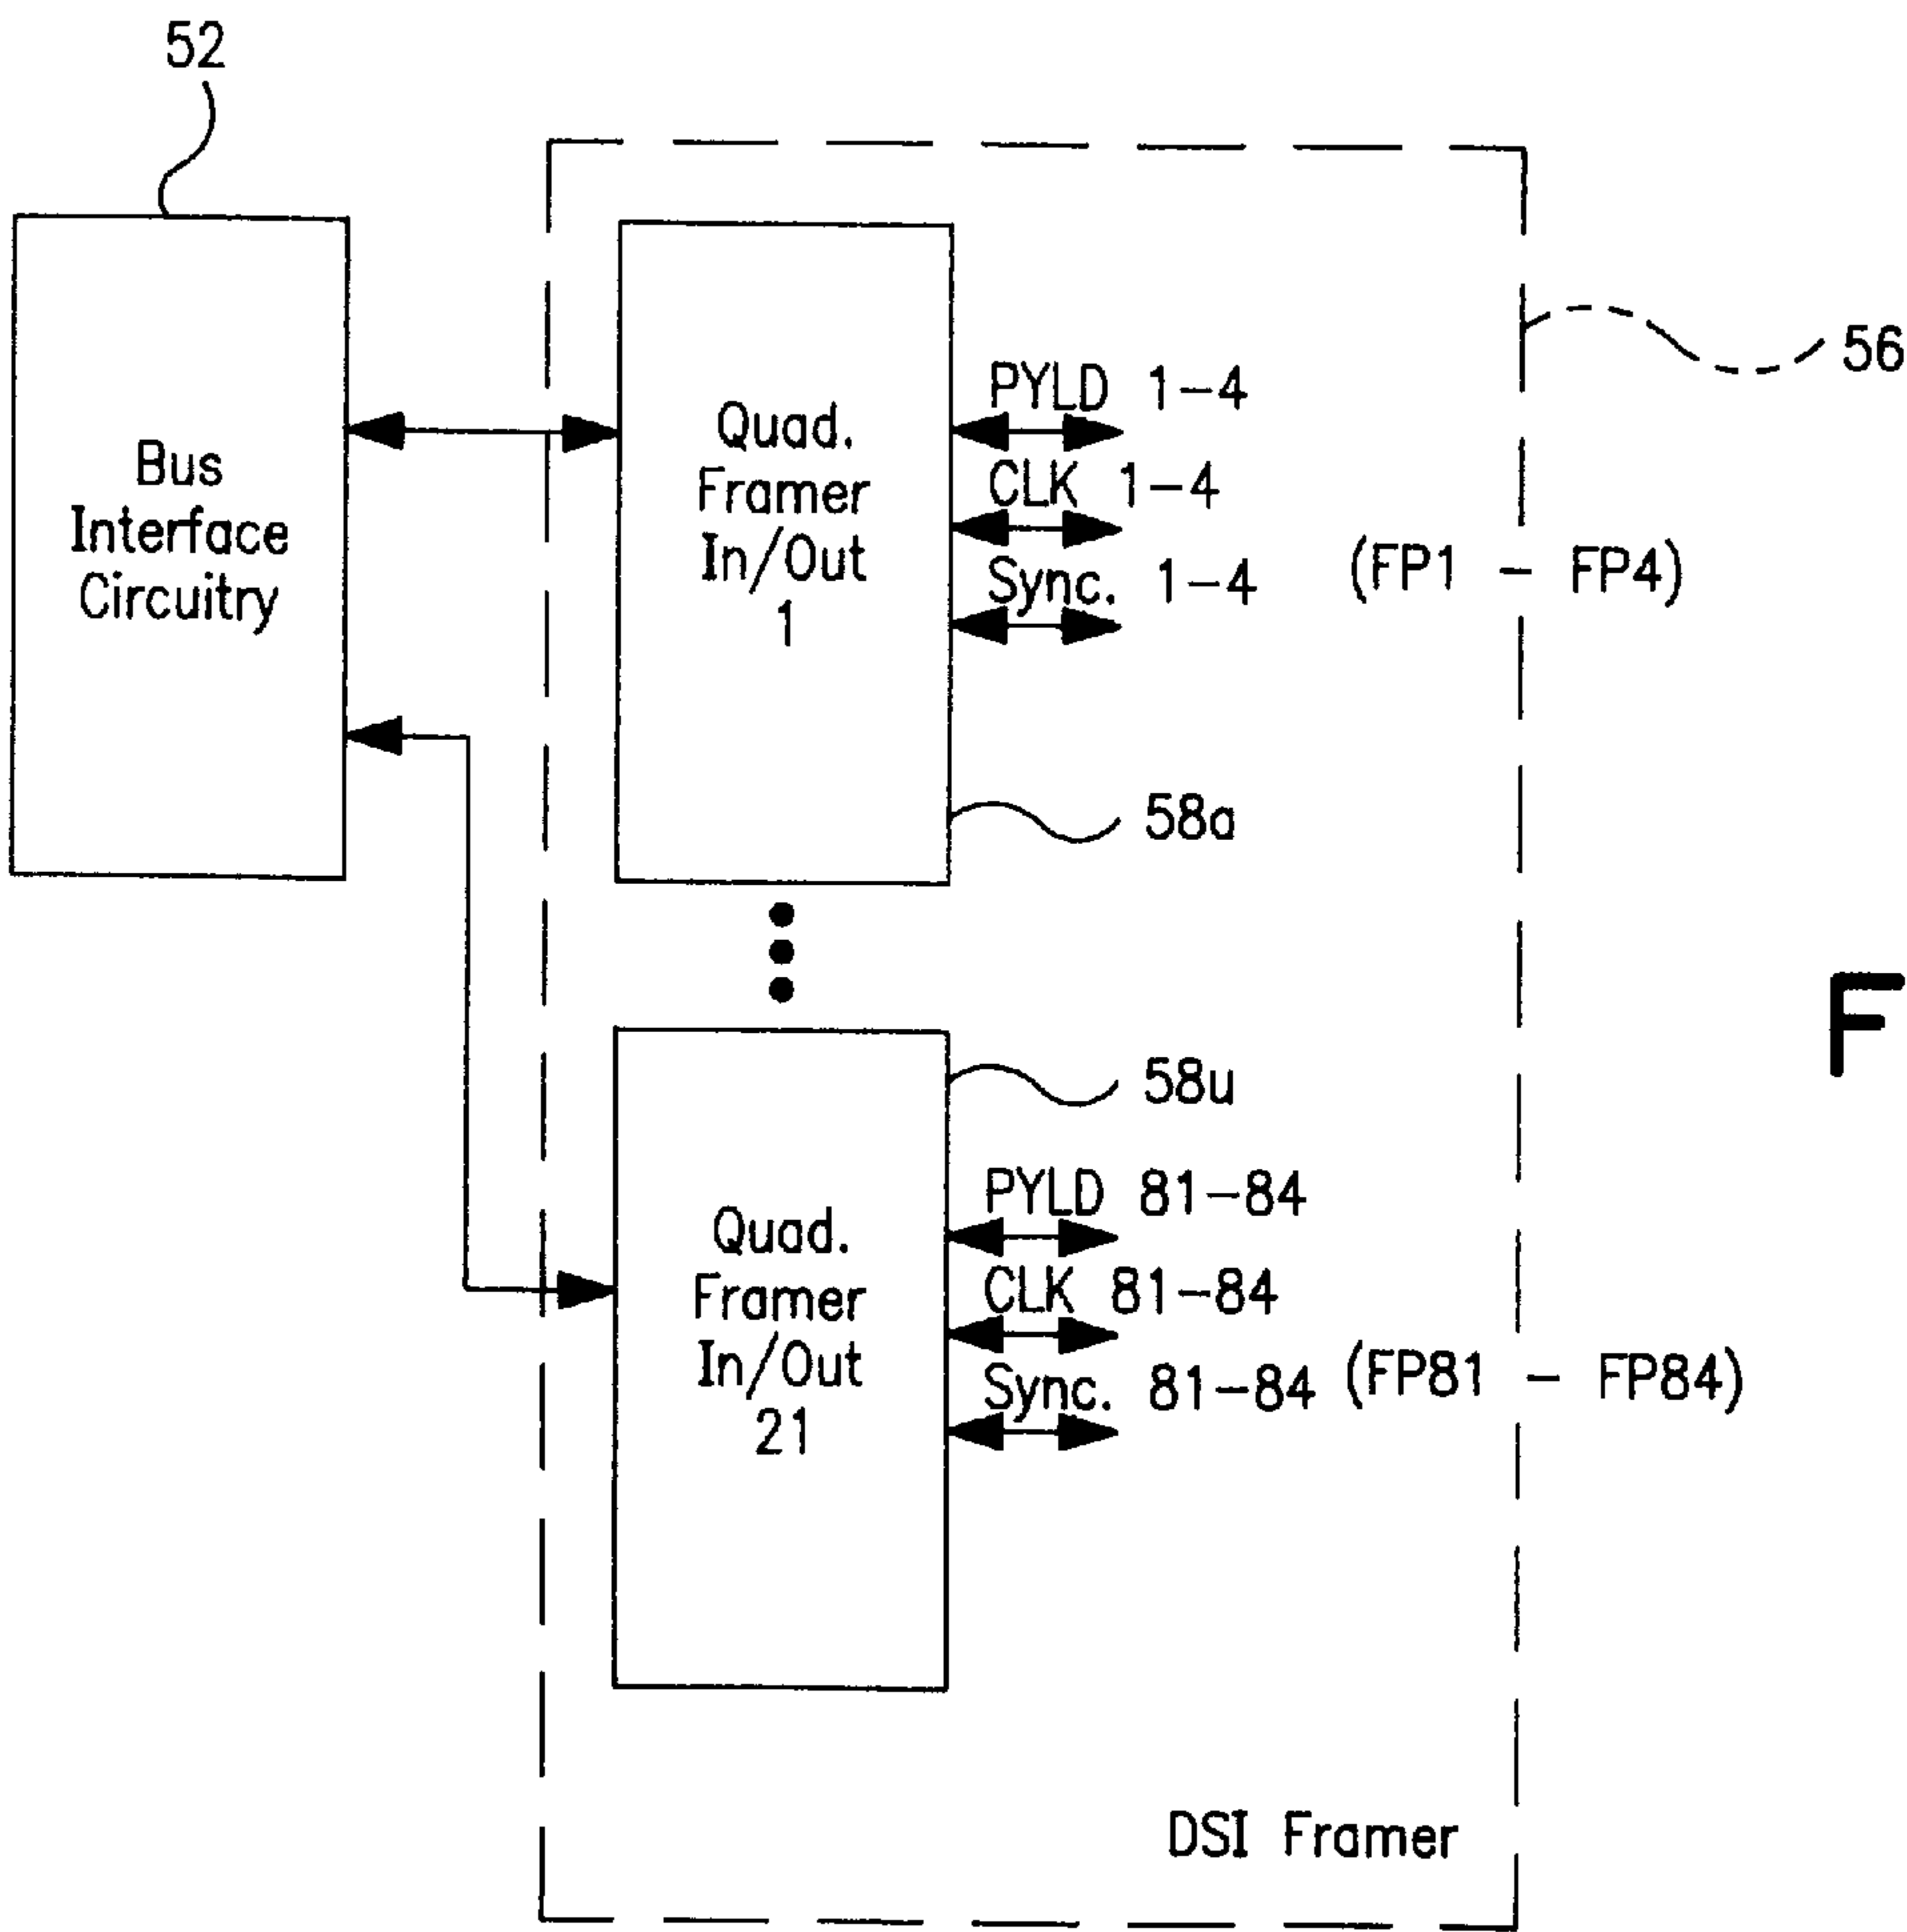 52
Bus
Interface
Circuitry
Quad.
Framer
In/Out
1
PYLD 1-4
CLK 1-4
Sync. 1-4
(FP1 - FP4)
56
58a
F
58u
Quad.
Framer
In/Out
21
PYLD 81-84
CLK 81-84
Sync. 81-84
(FP81 - FP84)
DSI Framer